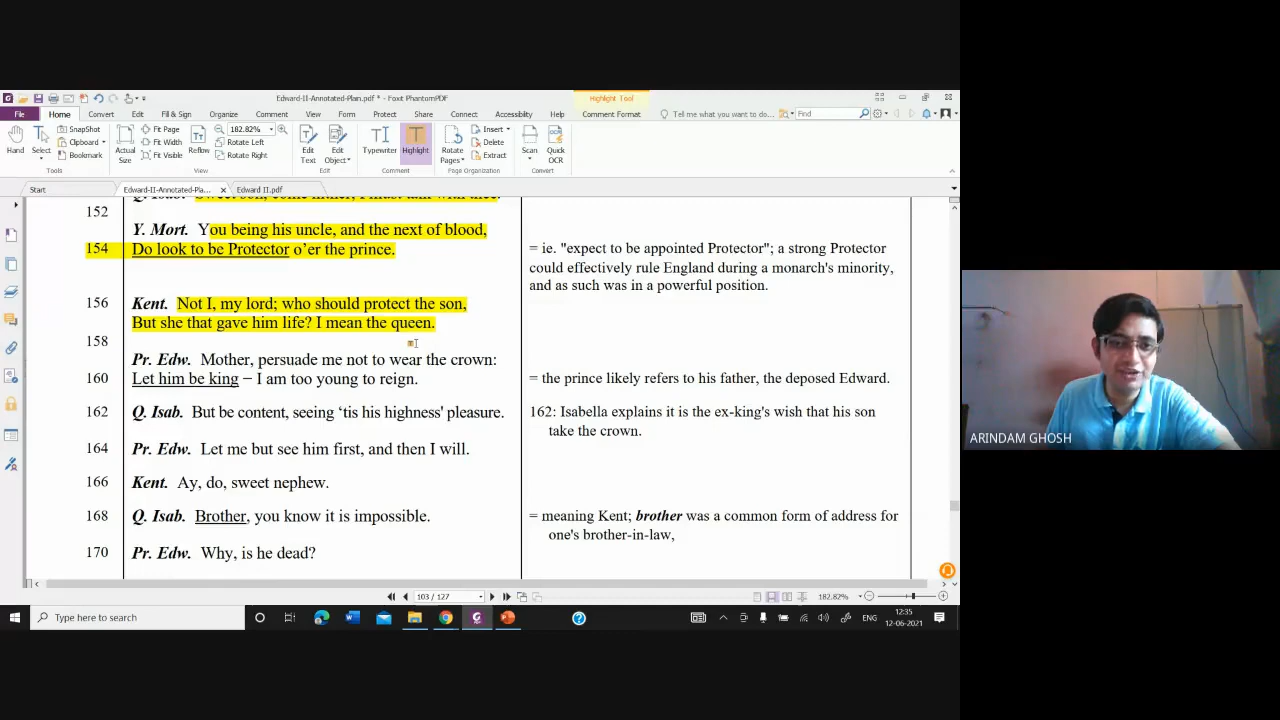 Edward-II-Annotated-Plain.pdf * - Foxit PhantomPDF
Highlight Tool
File Home Convert Edit Fill & Sign Organize Comment View Form Protect Share Connect Accessibility Help Comment Format Tell me what you want to do... Find
SnapShot
Clipboard
Bookmark
Hand Select
Tools
Actual Size
Fit Page
Fit Width
Fit Visible
Reflow
182.82%
Rotate Left
Rotate Right
View
Edit Text
Edit Object
Edit
Typewriter
Highlight
Comment
Rotate Pages
Insert
Delete
Extract
Page Organization
Scan
Quick OCR
Convert
Start Edward-II-Annotated-Pla... Edward II.pdf
152
Y. Mort. You being his uncle, and the next of blood,
154 Do look to be Protector o'er the prince.
= ie. "expect to be appointed Protector"; a strong Protector
could effectively rule England during a monarch's minority,
and as such was in a powerful position.
156 Kent. Not I, my lord; who should protect the son,
But she that gave him life? I mean the queen.
158
Pr. Edw. Mother, persuade me not to wear the crown:
160 Let him be king – I am too young to reign.
= the prince likely refers to his father, the deposed Edward.
162 Q. Isab. But be content, seeing ‘tis his highness' pleasure.
162: Isabella explains it is the ex-king's wish that his son
take the crown.
164 Pr. Edw. Let me but see him first, and then I will.
166 Kent. Ay, do, sweet nephew.
168 Q. Isab. Brother, you know it is impossible.
= meaning Kent; brother was a common form of address for
one's brother-in-law,
170 Pr. Edw. Why, is he dead?
103 / 127
182.82%
Type here to search
ENG
12:35
12-06-2021
ARINDAM GHOSH